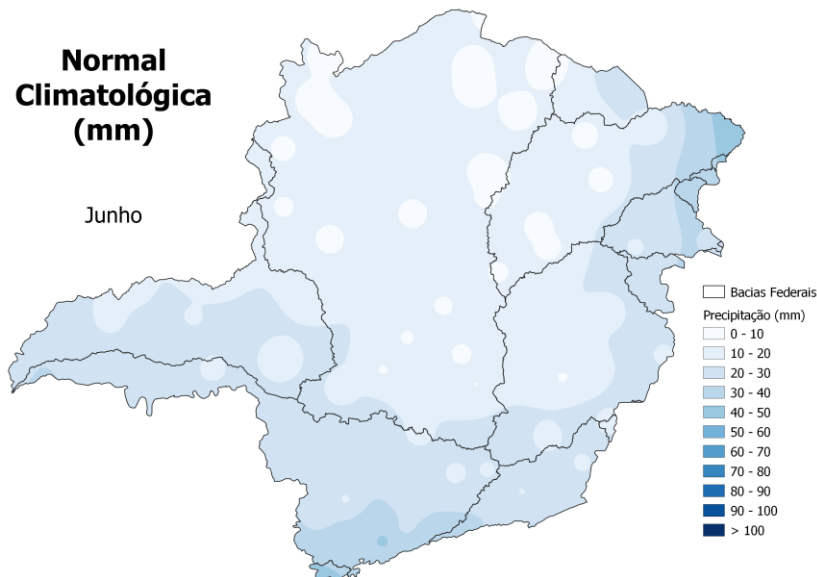 Normal
Climatológica
(mm)
Junho
Bacias Federais
Precipitação (mm)
0 - 10
10 - 20
20 - 30
30 - 40
40 - 50
50 - 60
60 - 70
70 - 80
80 - 90
90 - 100
> 100